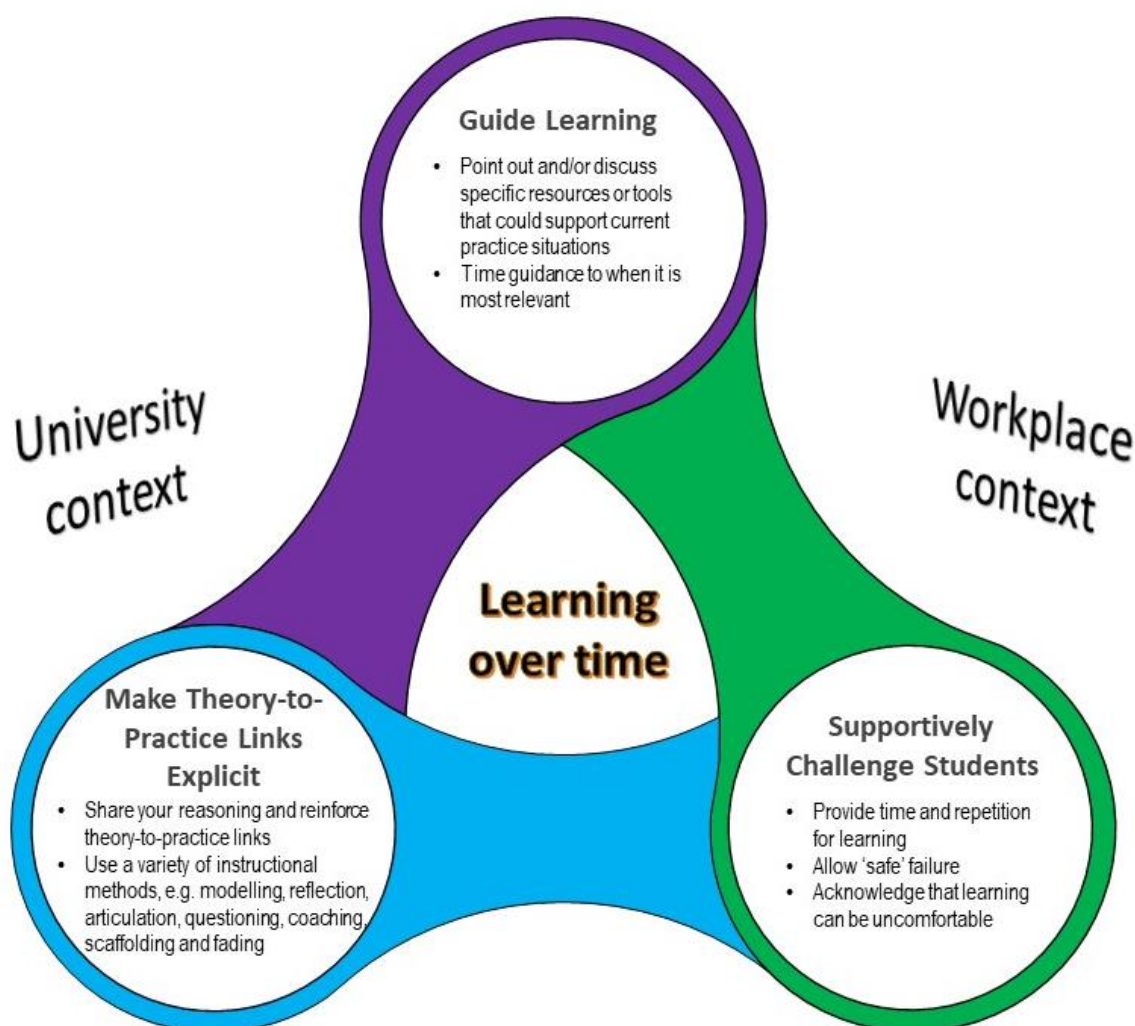 Guide Learning
• Point out and/or discuss
specific resources or tools
that could support current
practice situations
• Time guidance to when it is
most relevant
University
context
Workplace
context
Learning
over time
Make Theory-to-
Practice Links
Explicit
• Share your reasoning and reinforce
theory-to-practice links
• Use a variety of instructional
methods, e.g. modelling, reflection,
articulation, questioning, coaching,
scaffolding and fading
Supportively
Challenge Students
• Provide time and repetition
for learning
• Allow ‘safe’ failure
• Acknowledge that learning
can be uncomfortable